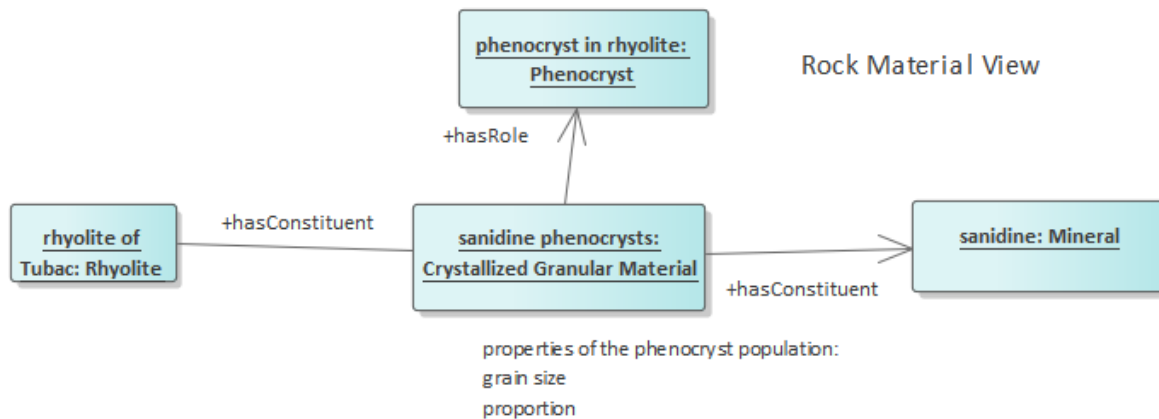 phenocryst in rhyolite:
Phenocryst
Rock Material View
+hasRole
+hasConstituent
rhyolite of
Tubac: Rhyolite
sanidine phenocrysts:
Crystallized Granular Material
sanidine: Mineral
+hasConstituent
properties of the phenocryst population:
grain size
proportion